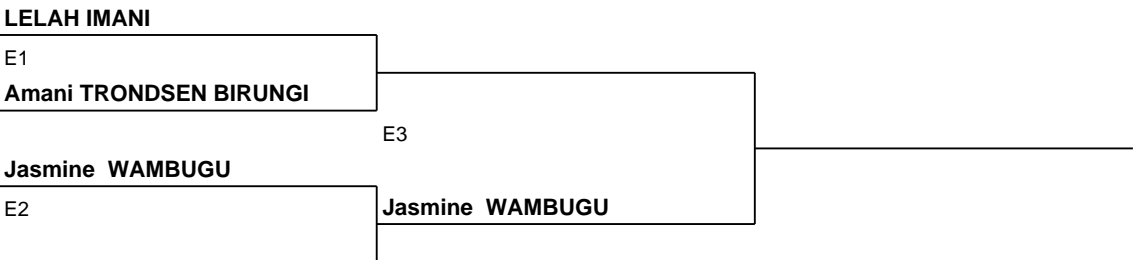 LELAH IMANI
E1
Amani TRONDSEN BIRUNGI
E3
Jasmine  WAMBUGU
E2
Jasmine  WAMBUGU